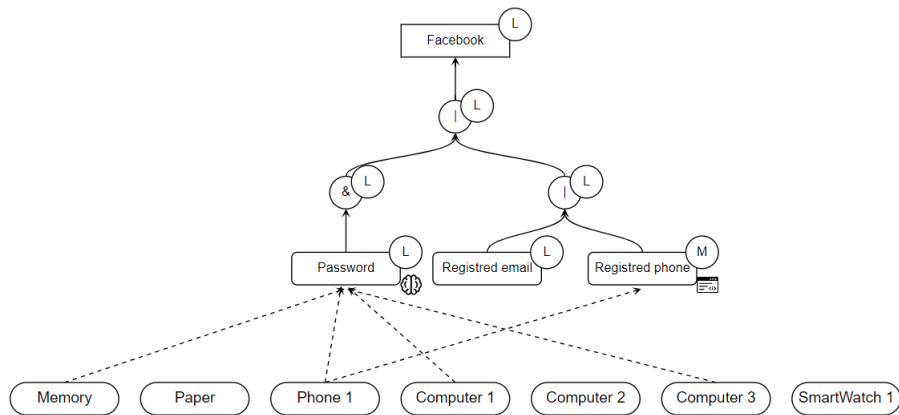 L
Facebook
L
|
L
&
L
|
L
Password
L
Registred email
M
Registred phone
Memory
Paper
Phone 1
Computer 1
Computer 2
Computer 3
SmartWatch 1